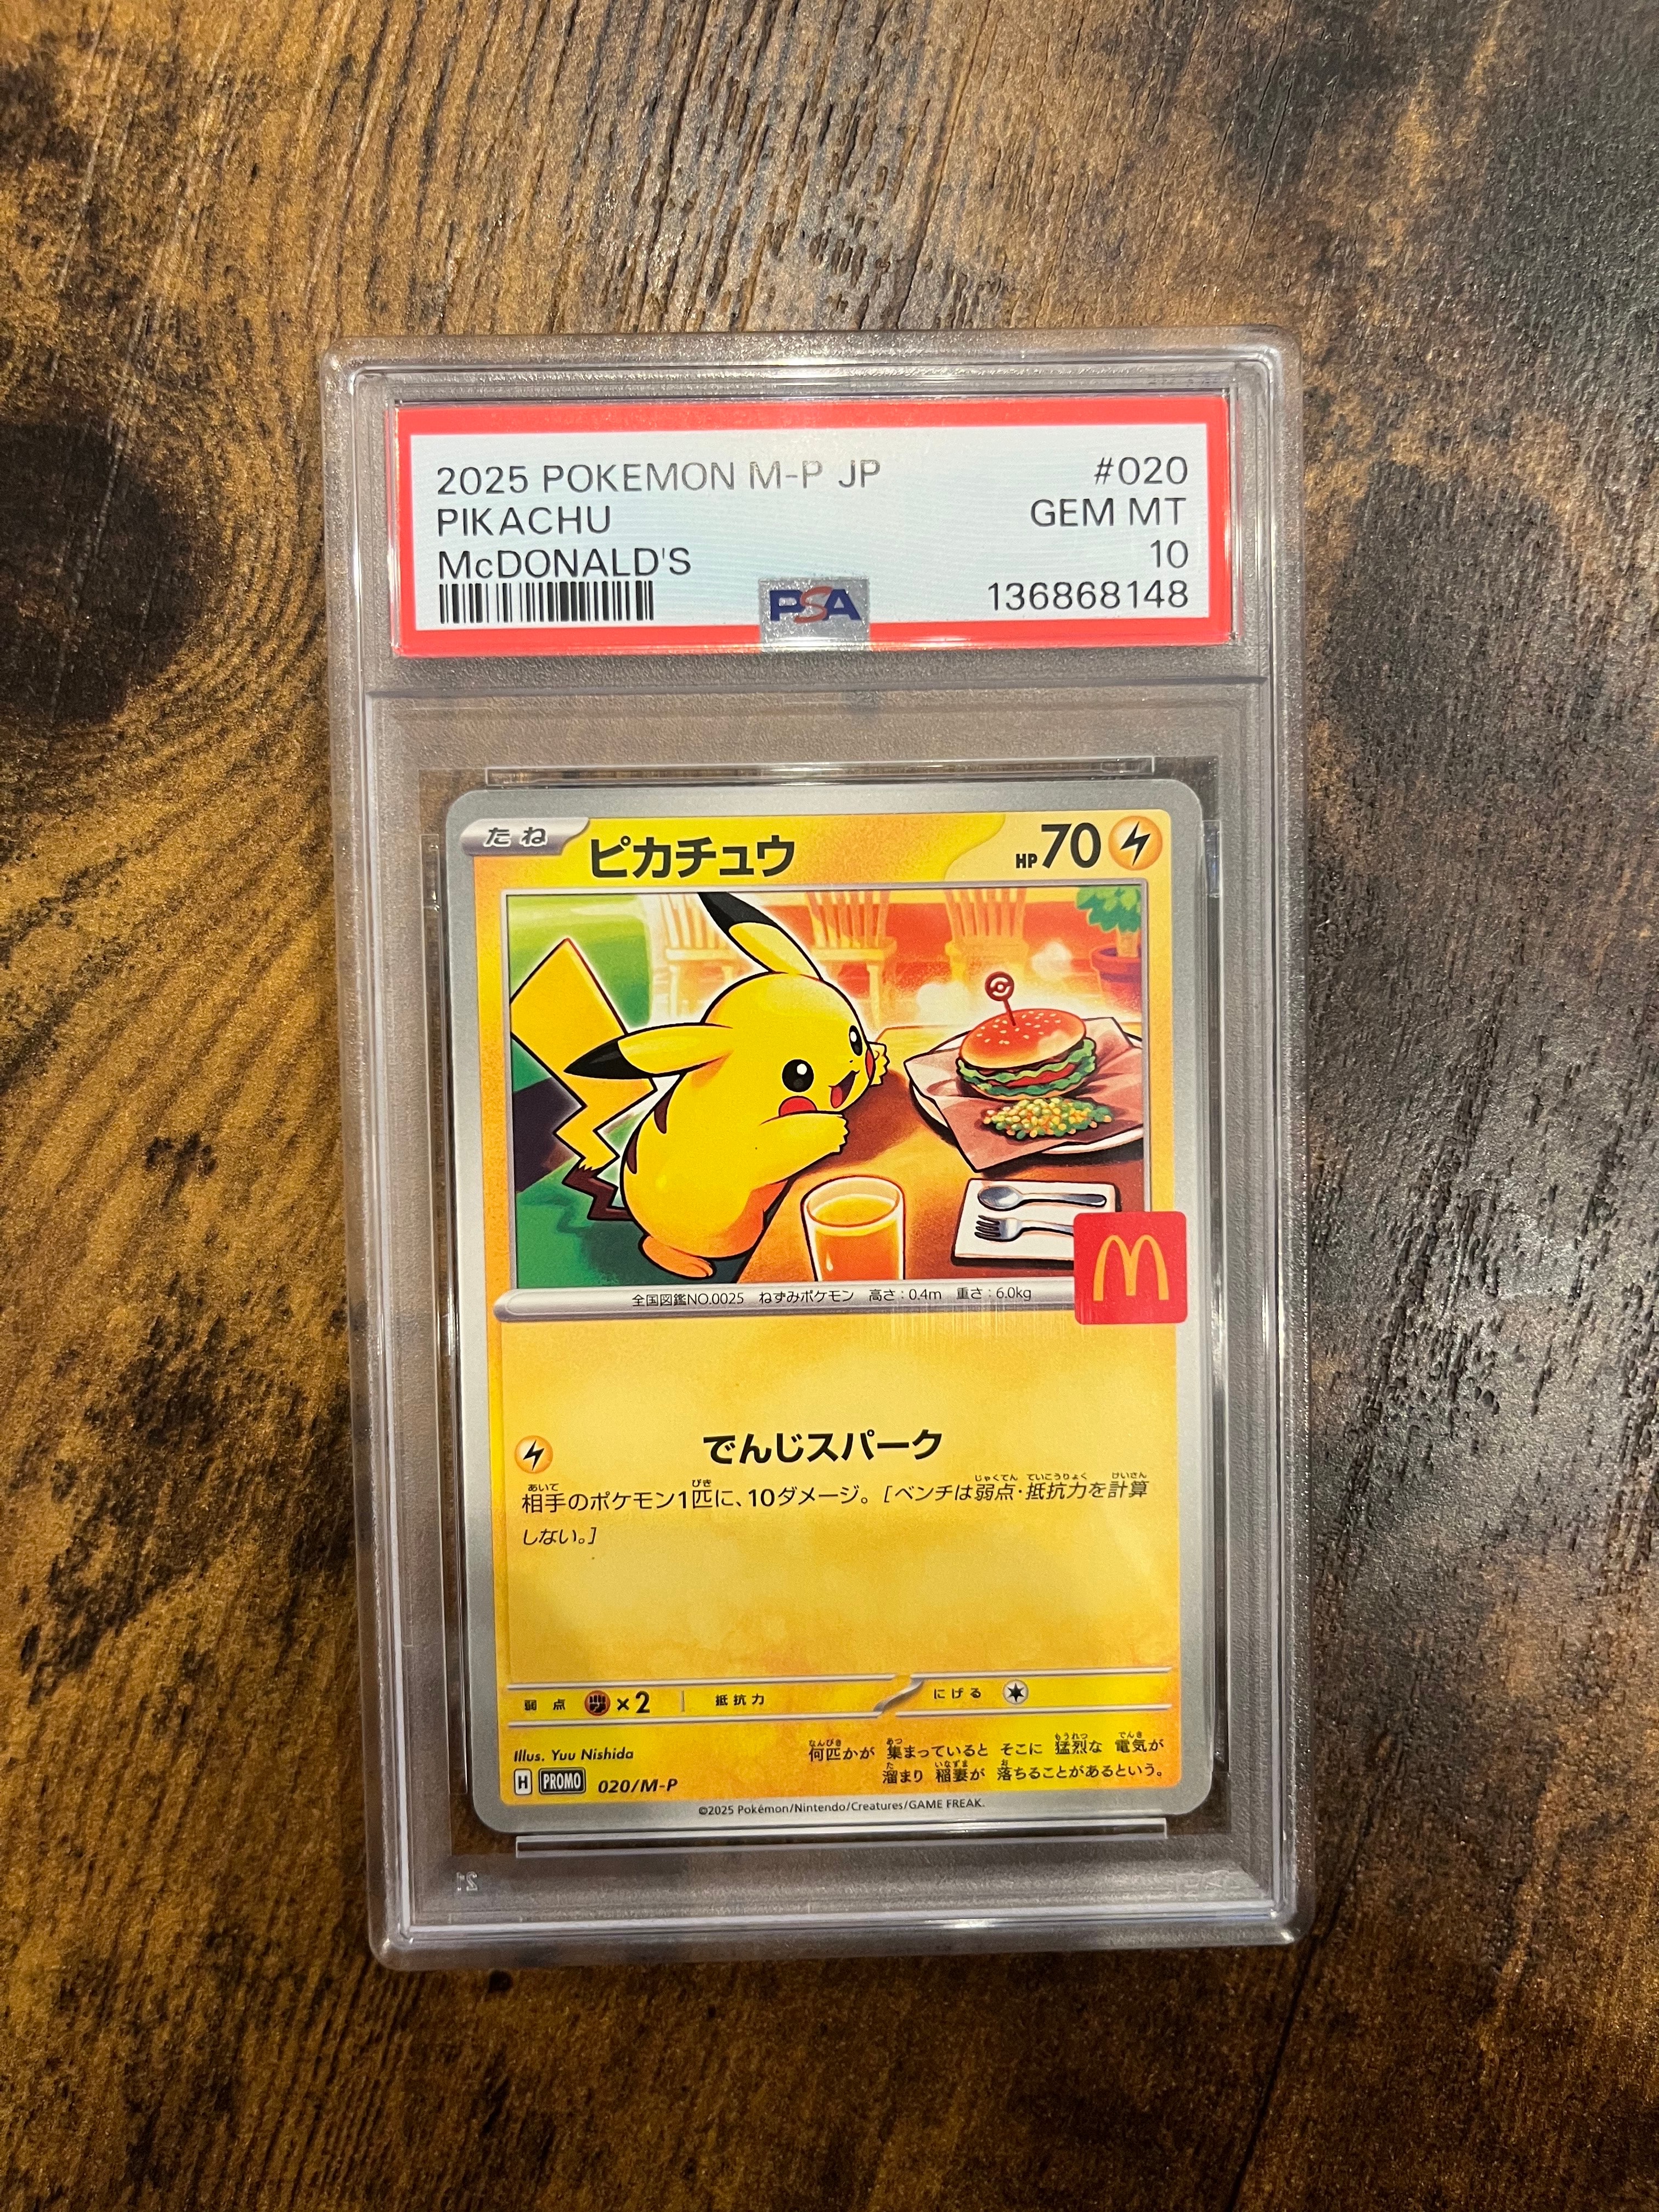 2025 POKEMON M-P JP #020
PIKACHU GEM MT
McDONALD'S 10
PSA 136868148
たね ピカチュウ HP70
全国図鑑NO.0025 ねずみポケモン 高さ:0.4m 重さ:6.0kg
でんじスパーク
あいて びき じゃくてん ていこうりょく けいさん
相手のポケモン1匹に、10ダメージ。[ベンチは弱点・抵抗力を計算
しない。]
弱点 ×2 抵抗力 にげる
Illus. Yuu Nishida
なんびき あつ もうれつ でんき
何匹かが 集まっていると そこに 猛烈な 電気が
た いなずま お
溜まり 稲妻が 落ちることがあるという。
H PROMO 020/M-P
©2025 Pokémon/Nintendo/Creatures/GAME FREAK.